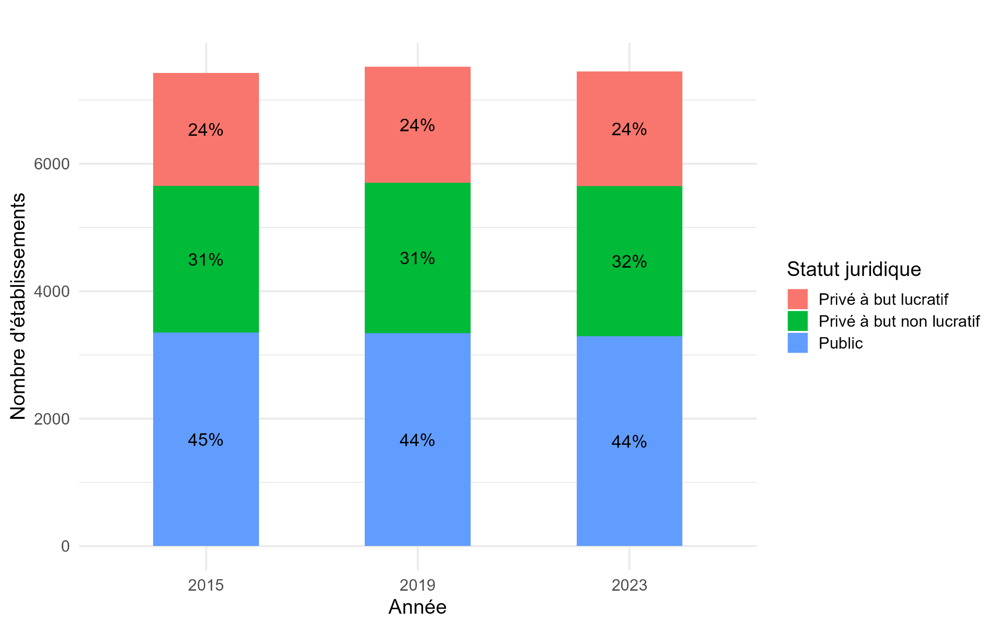 24%
24%
24%
6000
31%
31%
32%
4000
45%
44%
44%
2000
0
Nombre d'établissements
2015
2019
2023
Année
Statut juridique
Privé à but lucratif
Privé à but non lucratif
Public